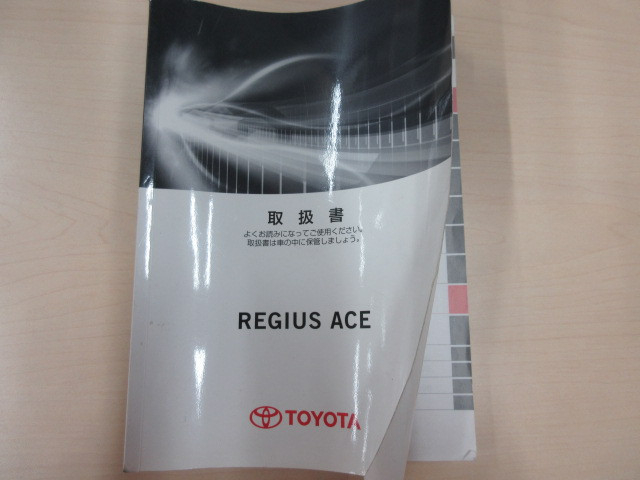 取扱書
よくお読みになってご使用ください。
取扱書は車の中に保管しましょう。
REGIUS ACE
TOYOTA